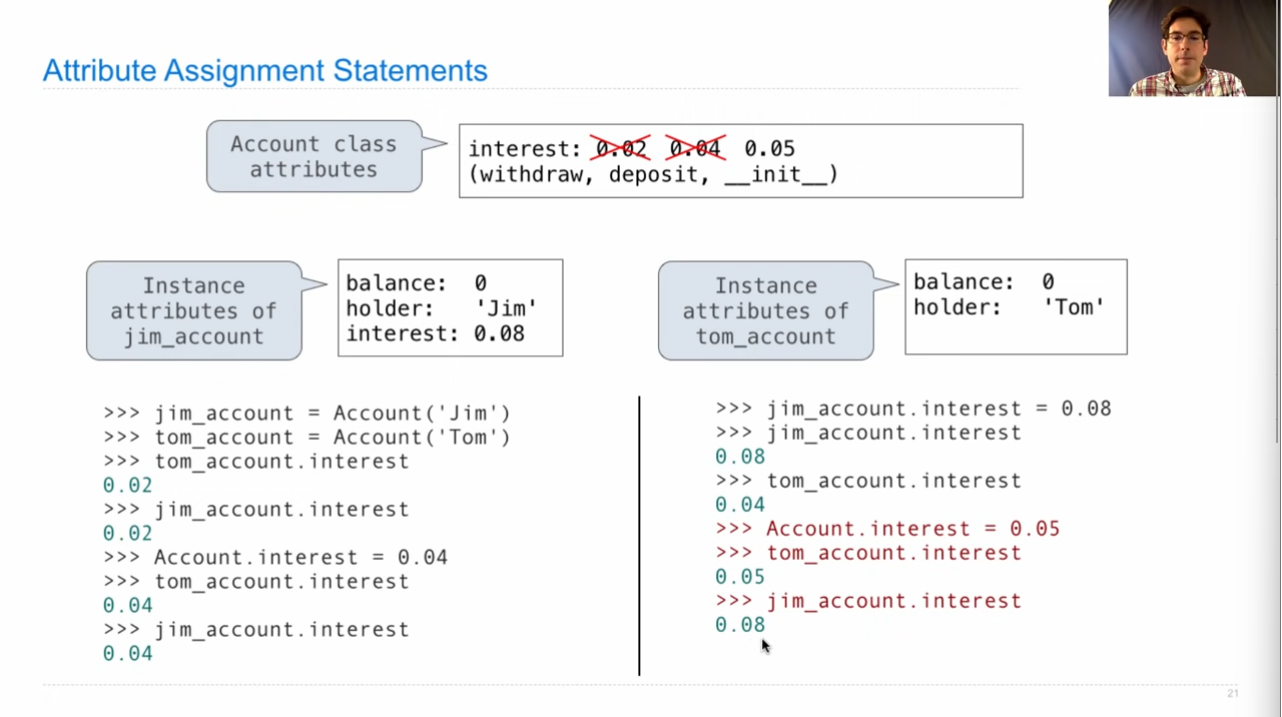 Attribute Assignment Statements
Account class
attributes
interest: 0.02 0.04 0.05
(withdraw, deposit, __init__)
Instance
attributes of
jim_account
balance: 0
holder: 'Jim'
interest: 0.08
Instance
attributes of
tom_account
balance: 0
holder: 'Tom'
>>> jim_account = Account('Jim')
>>> tom_account = Account('Tom')
>>> tom_account.interest
0.02
>>> jim_account.interest
0.02
>>> Account.interest = 0.04
>>> tom_account.interest
0.04
>>> jim_account.interest
0.04
>>> jim_account.interest = 0.08
>>> jim_account.interest
0.08
>>> tom_account.interest
0.04
>>> Account.interest = 0.05
>>> tom_account.interest
0.05
>>> jim_account.interest
0.08
21